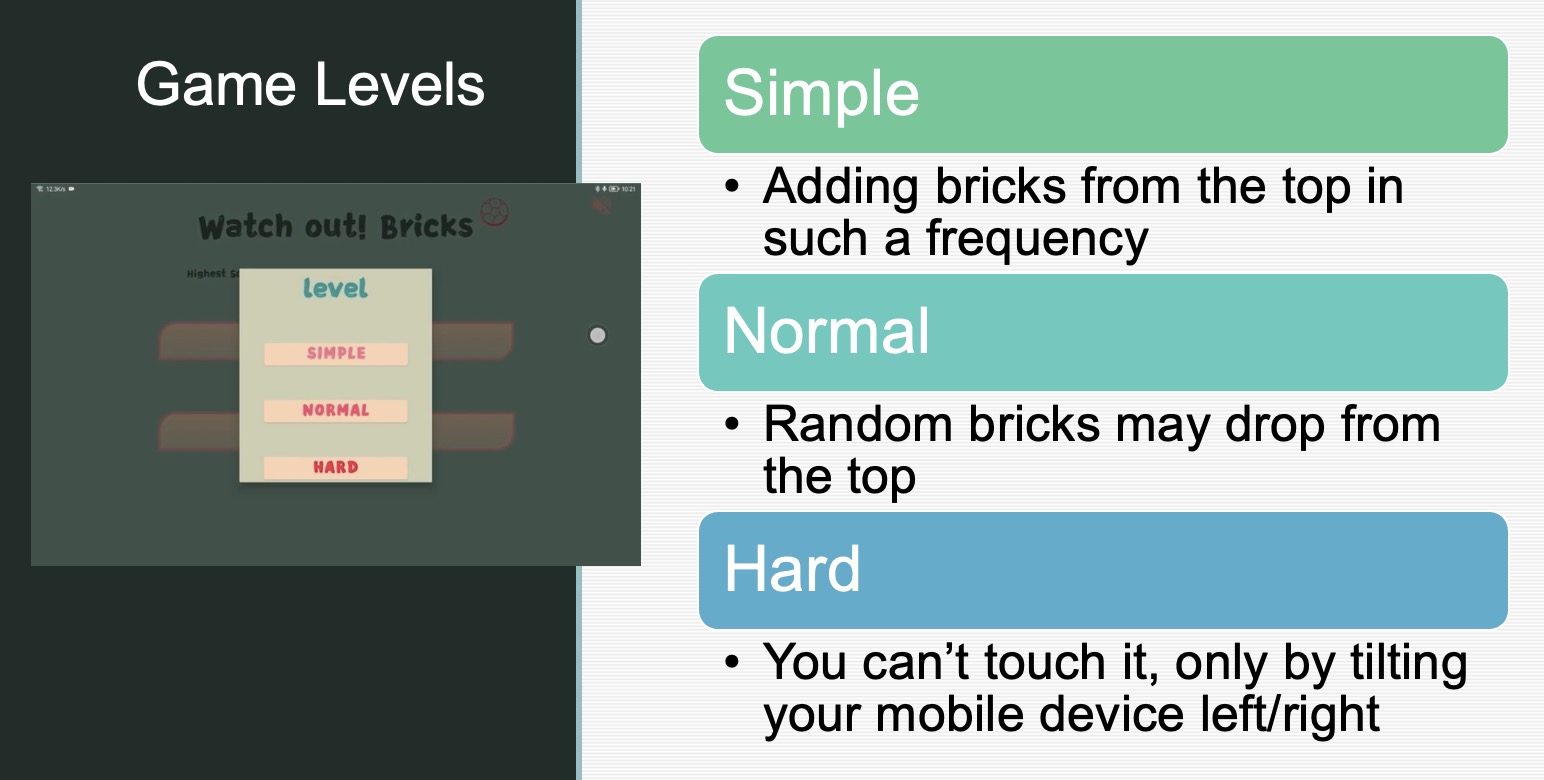 Game Levels
12.3K/s
10:21
Watch out! Bricks
Highest
level
SIMPLE
NORMAL
HARD
Simple
• Adding bricks from the top in
such a frequency
Normal
• Random bricks may drop from
the top
Hard
• You can’t touch it, only by tilting
your mobile device left/right